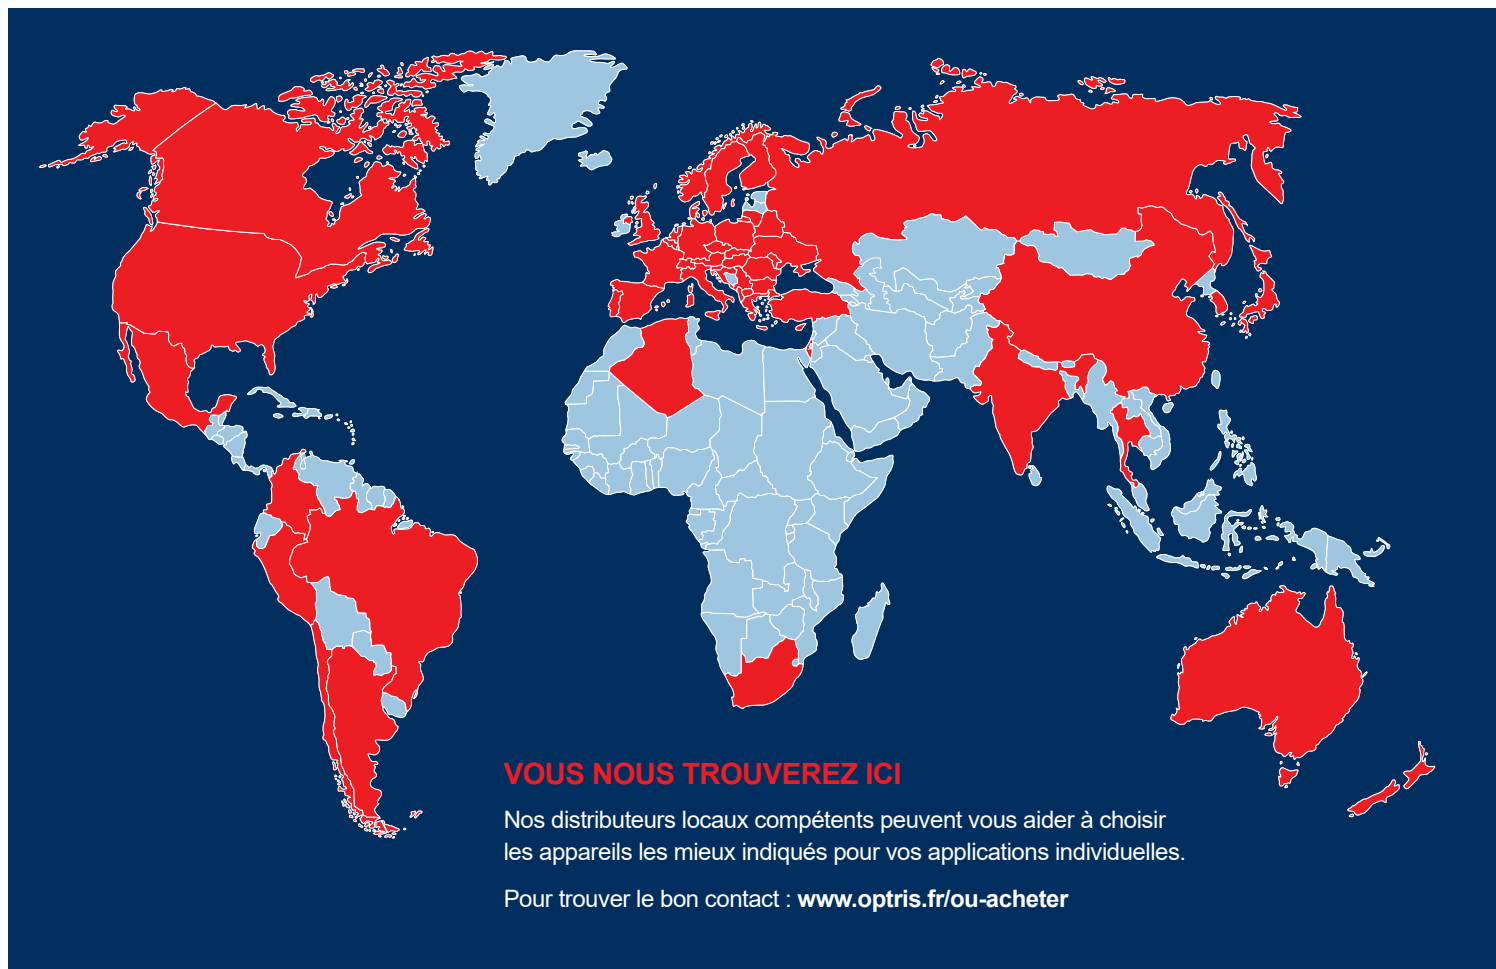 VOUS NOUS TROUVEREZ ICI
Nos distributeurs locaux compétents peuvent vous aider à choisir
les appareils les mieux indiqués pour vos applications individuelles.
Pour trouver le bon contact : www.optris.fr/ou-acheter